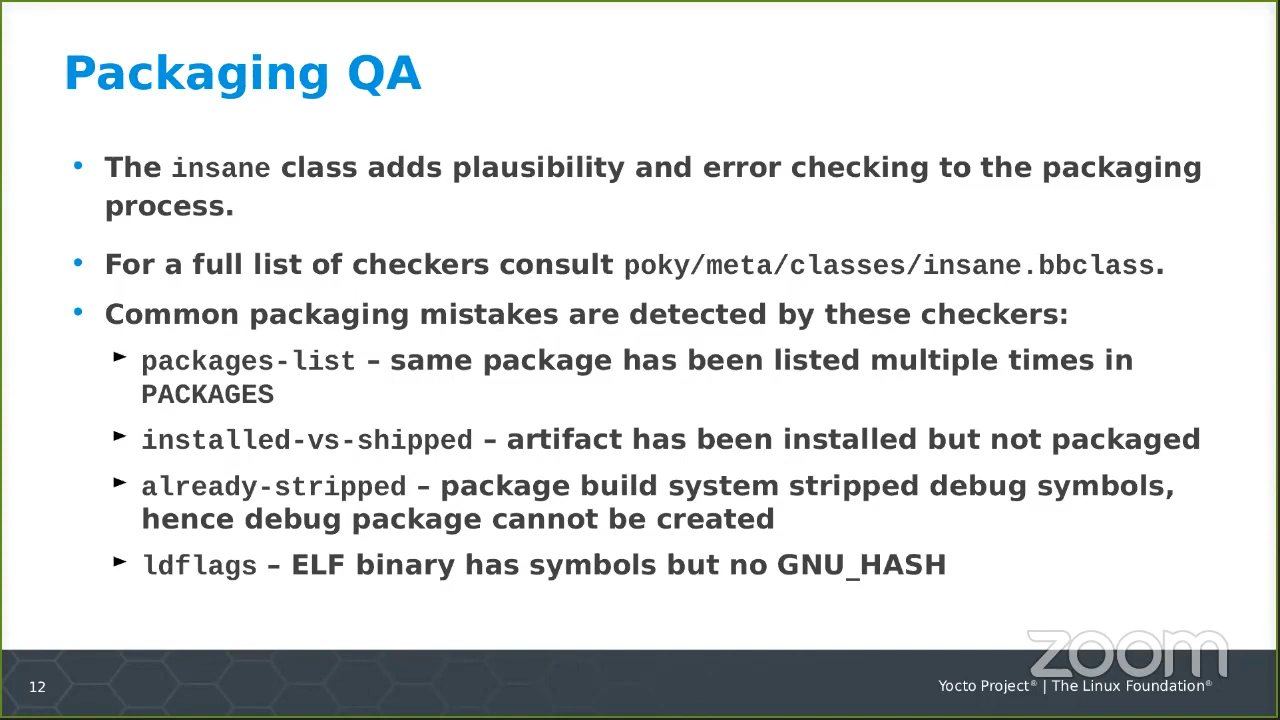 Packaging QA
• The insane class adds plausibility and error checking to the packaging
process.
• For a full list of checkers consult poky/meta/classes/insane.bbclass.
• Common packaging mistakes are detected by these checkers:
► packages-list – same package has been listed multiple times in
PACKAGES
► installed-vs-shipped – artifact has been installed but not packaged
► already-stripped – package build system stripped debug symbols,
hence debug package cannot be created
► ldflags – ELF binary has symbols but no GNU_HASH
zoom
12
Yocto Project® | The Linux Foundation®